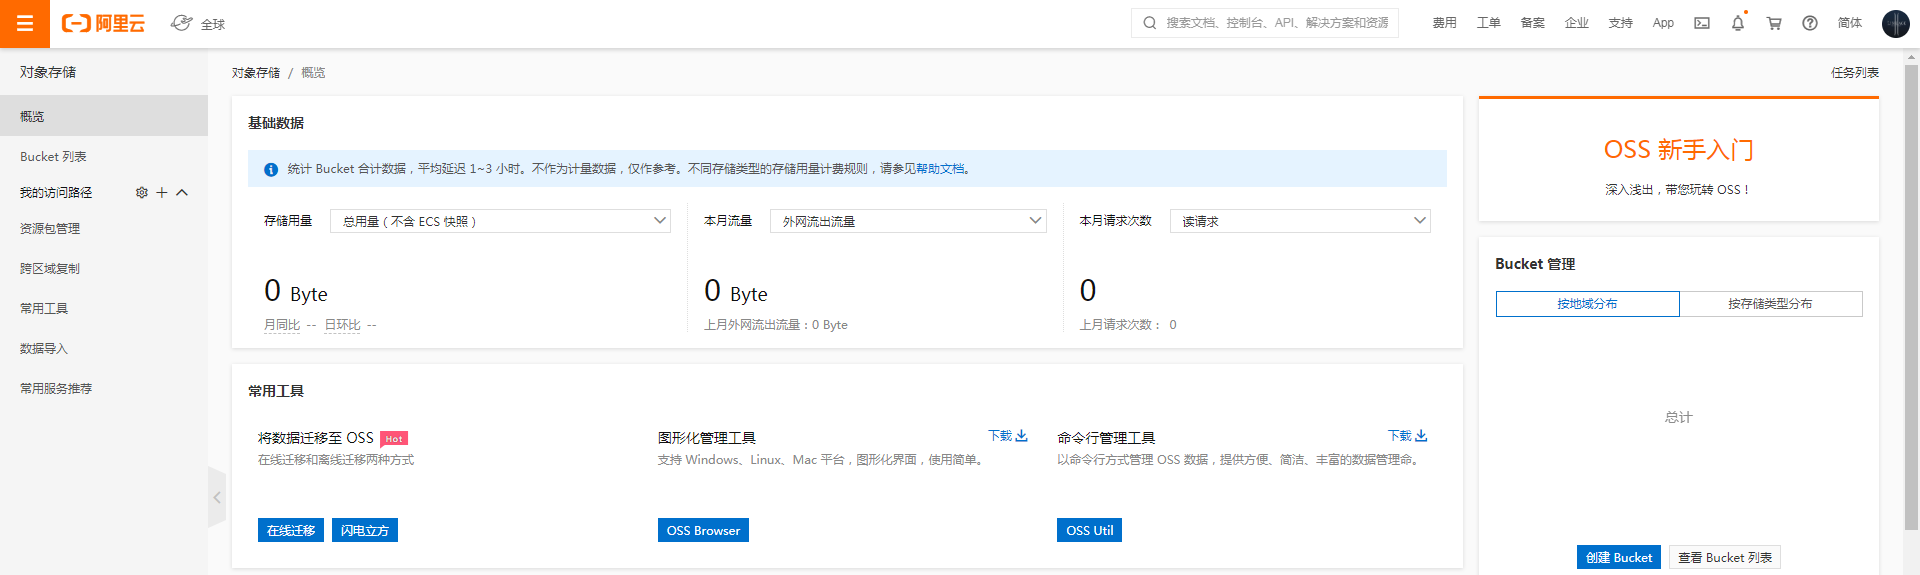 阿里云
全球
搜索文档、控制台、API、解决方案和资源
费用
工单
备案
企业
支持
App
简体
对象存储
概览
Bucket 列表
我的访问路径
资源包管理
跨区域复制
常用工具
数据导入
常用服务推荐
对象存储 / 概览
任务列表
基础数据
统计 Bucket 合计数据，平均延迟 1~3 小时。不作为计量数据，仅作参考。不同存储类型的存储用量计费规则，请参见帮助文档。
存储用量
总用量 ( 不含 ECS 快照 )
0 Byte
月同比 -- 日环比 --
本月流量
外网流出流量
0 Byte
上月外网流出流量：0 Byte
本月请求次数
读请求
0
上月请求次数： 0
常用工具
将数据迁移至 OSS Hot
在线迁移和离线迁移两种方式
在线迁移
闪电立方
图形化管理工具
下载
支持 Windows、Linux、Mac 平台，图形化界面，使用简单。
OSS Browser
命令行管理工具
下载
以命令行方式管理 OSS 数据，提供方便、简洁、丰富的数据管理命。
OSS Util
OSS 新手入门
深入浅出，带您玩转 OSS！
Bucket 管理
按地域分布
按存储类型分布
总计
创建 Bucket
查看 Bucket 列表